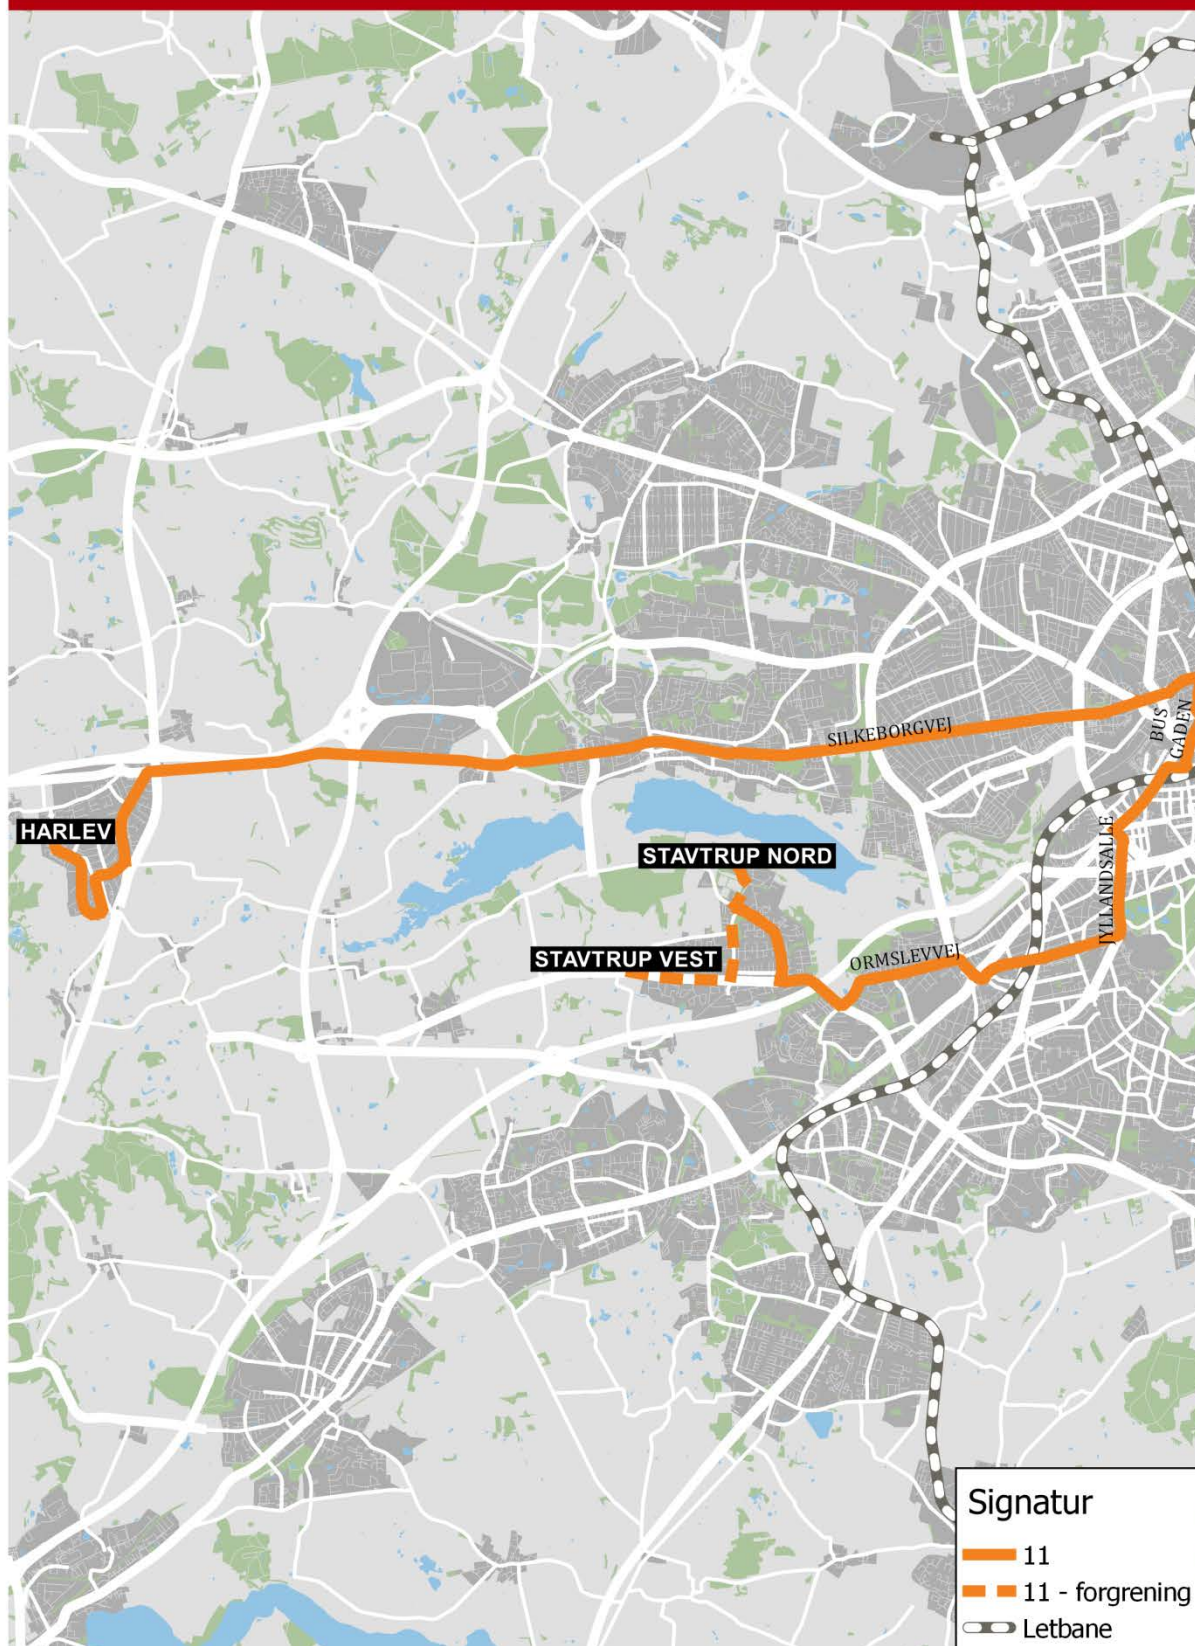 SILKEBORGVEJ
BUS
GADEN
HARLEV
STAVTRUP NORD
JYLLANDSALLE
STAVTRUP VEST
ORMSLEVVEJ
Signatur
11
11 - forgrening
Letbane